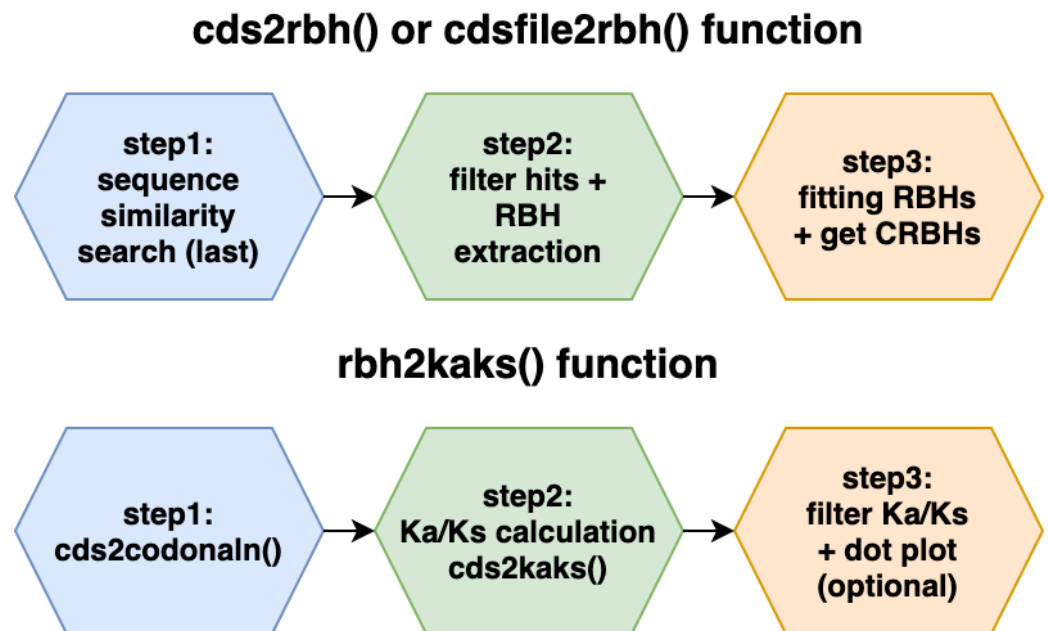 cds2rbh() or cdsfile2rbh() function
step1:
sequence
similarity
search (last)
step2:
filter hits +
RBH
extraction
step3:
fitting RBHs
+ get CRBHs
rbh2kaks() function
step1:
cds2codonaln()
step2:
Ka/Ks calculation
cds2kaks()
step3:
filter Ka/Ks
+ dot plot
(optional)